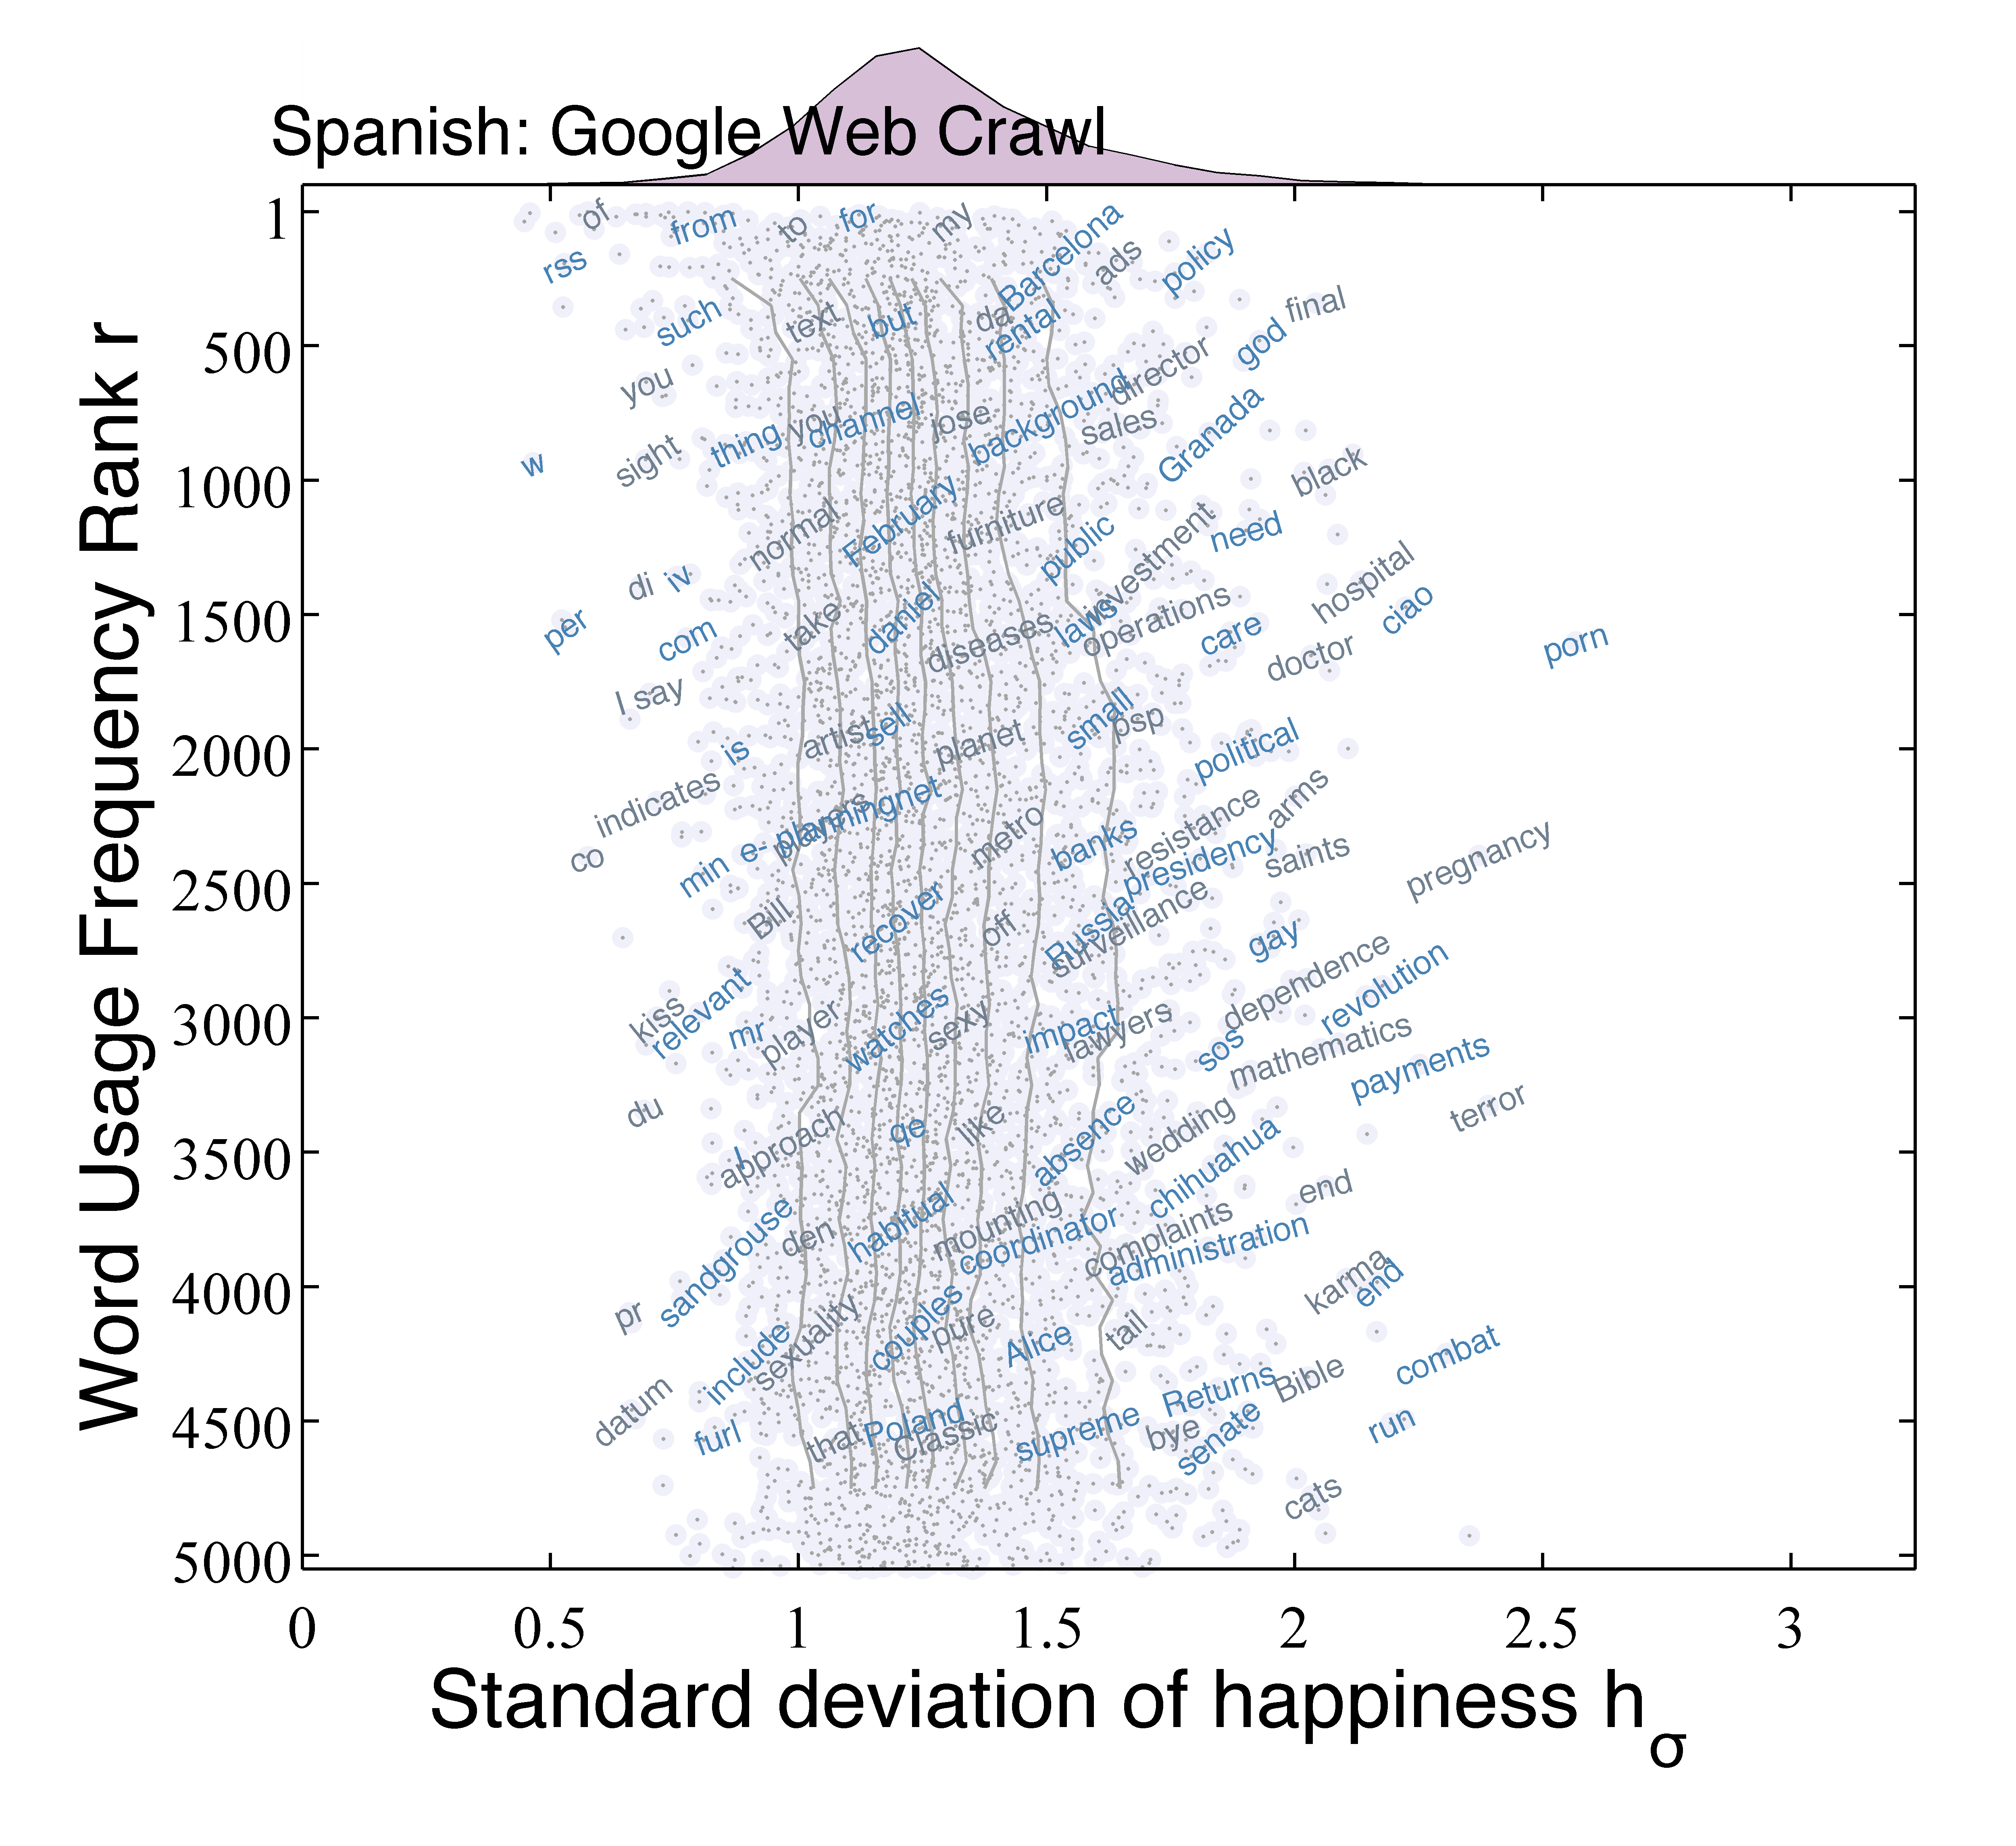 Spanish: Google Web Crawl
Word Usage Frequency Rank r
1
500
1000
1500
2000
2500
3000
3500
4000
4500
5000
of
from
to
for
my
Barcelona
ads
policy
rss
final
such
text
but
da
rental
god
director
you
thing
you
channel
jose
background
sales
Granada
sight
w
black
normal
February
furniture
public
investment
need
di
iv
hospital
ciao
per
com
take
daniel
diseases
laws
operations
care
doctor
porn
I say
is
artist
sell
planet
small
psp
political
indicates
arms
e-
planning
net
metro
banks
resistance
presidency
saints
pregnancy
co
min
Bill
recover
off
Russia
surveillance
gay
dependence
revolution
kiss
relevant
mr
player
watches
sexy
impact
lawyers
sos
mathematics
payments
terror
du
approach
qe
like
absence
wedding
chihuahua
end
sandgrouse
den
habitual
mounting
coordinator
complaints
administration
karma
end
pr
include
sexuality
couples
pure
Alice
tail
combat
datum
furl
that
Poland
Classic
supreme
Returns
bye
senate
Bible
run
cats
0
0.5
1
1.5
2
2.5
3
Standard deviation of happiness h
σ